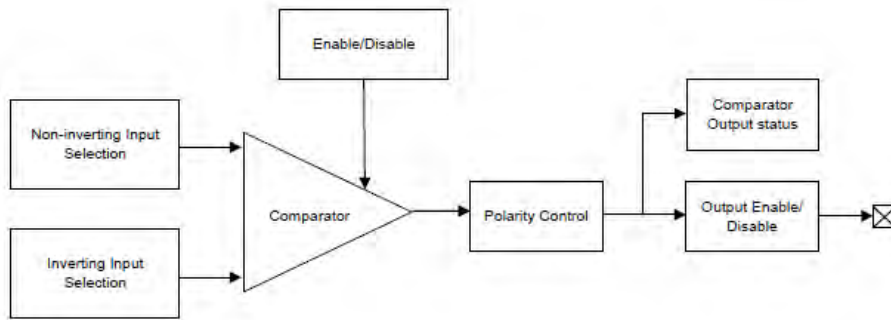 Enable/Disable
Non-inverting Input
Selection
Comparator
Output status
Comparator
Polarity Control
Output Enable/
Disable
Inverting Input
Selection